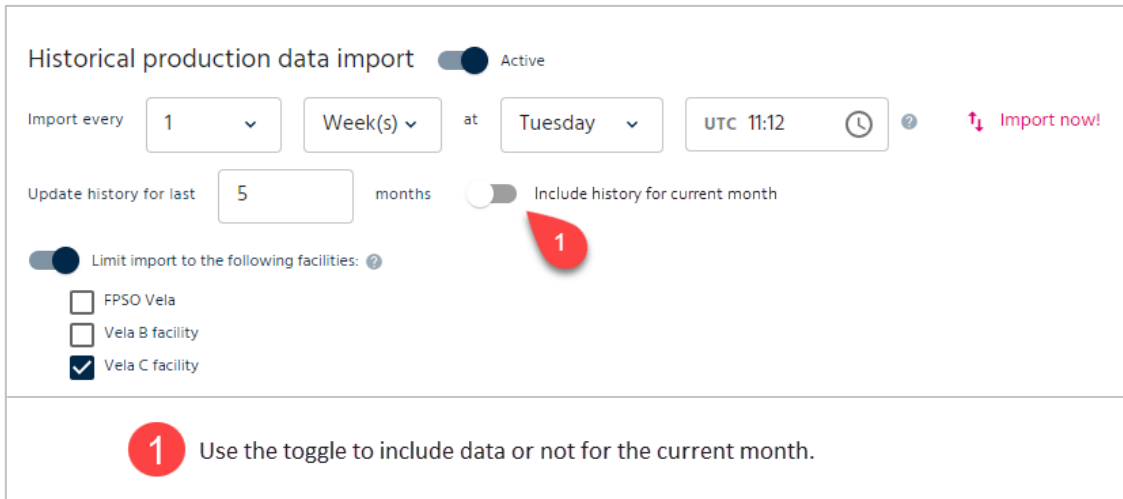 Historical production data import Active
Import every 1 Week(s) at Tuesday UTC 11:12 Import now!
Update history for last 5 months Include history for current month
1
Limit import to the following facilities: ?
FPSO Vela
Vela B facility
Vela C facility
1 Use the toggle to include data or not for the current month.